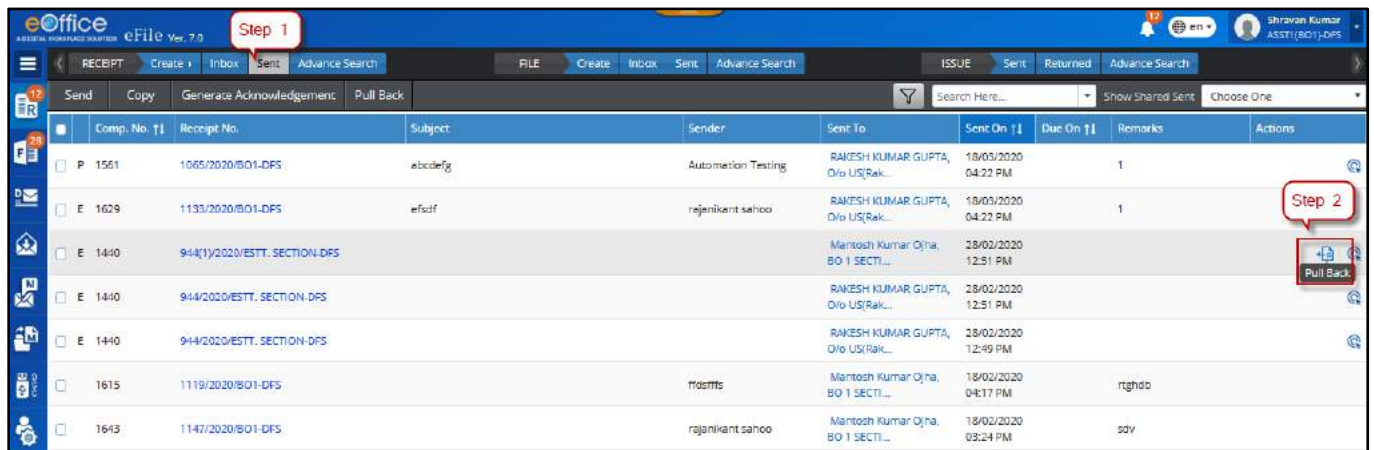 eOffice
A DIGITAL WORKPLACE SOLUTION eFile Ver. 7.0
Step 1
12
en
Shravan Kumar
ASST1(BO1)-DFS
RECEIPT Create Inbox Sent Advance Search FILE Create Inbox Sent Advance Search ISSUE Sent Returned Advance Search
Send Copy Generate Acknowledgement Pull Back Search Here... Show Shared Sent Choose One
12
R
Comp. No. Receipt No. Subject Sender Sent To Sent On Due On Remarks Actions
28
F
P 1561 1065/2020/BO1-DFS abcdefg Automation Testing RAKESH KUMAR GUPTA, O/o US(Rak... 18/03/2020 04:22 PM 1
D
E 1629 1133/2020/BO1-DFS efsdf rajanikant sahoo RAKESH KUMAR GUPTA, O/o US(Rak... 18/03/2020 04:22 PM 1
Step 2
E 1440 944(1)/2020/ESTT. SECTION-DFS Mantosh Kumar Ojha, BO 1 SECTI... 28/02/2020 12:51 PM
Pull Back
N
E 1440 944/2020/ESTT. SECTION-DFS RAKESH KUMAR GUPTA, O/o US(Rak... 28/02/2020 12:51 PM
M
E 1440 944/2020/ESTT. SECTION-DFS RAKESH KUMAR GUPTA, O/o US(Rak... 28/02/2020 12:49 PM
1615 1119/2020/BO1-DFS ffdsffffs Mantosh Kumar Ojha, BO 1 SECTI... 18/02/2020 04:17 PM rtghdb
1643 1147/2020/BO1-DFS rajanikant sahoo Mantosh Kumar Ojha, BO 1 SECTI... 18/02/2020 03:24 PM sdv